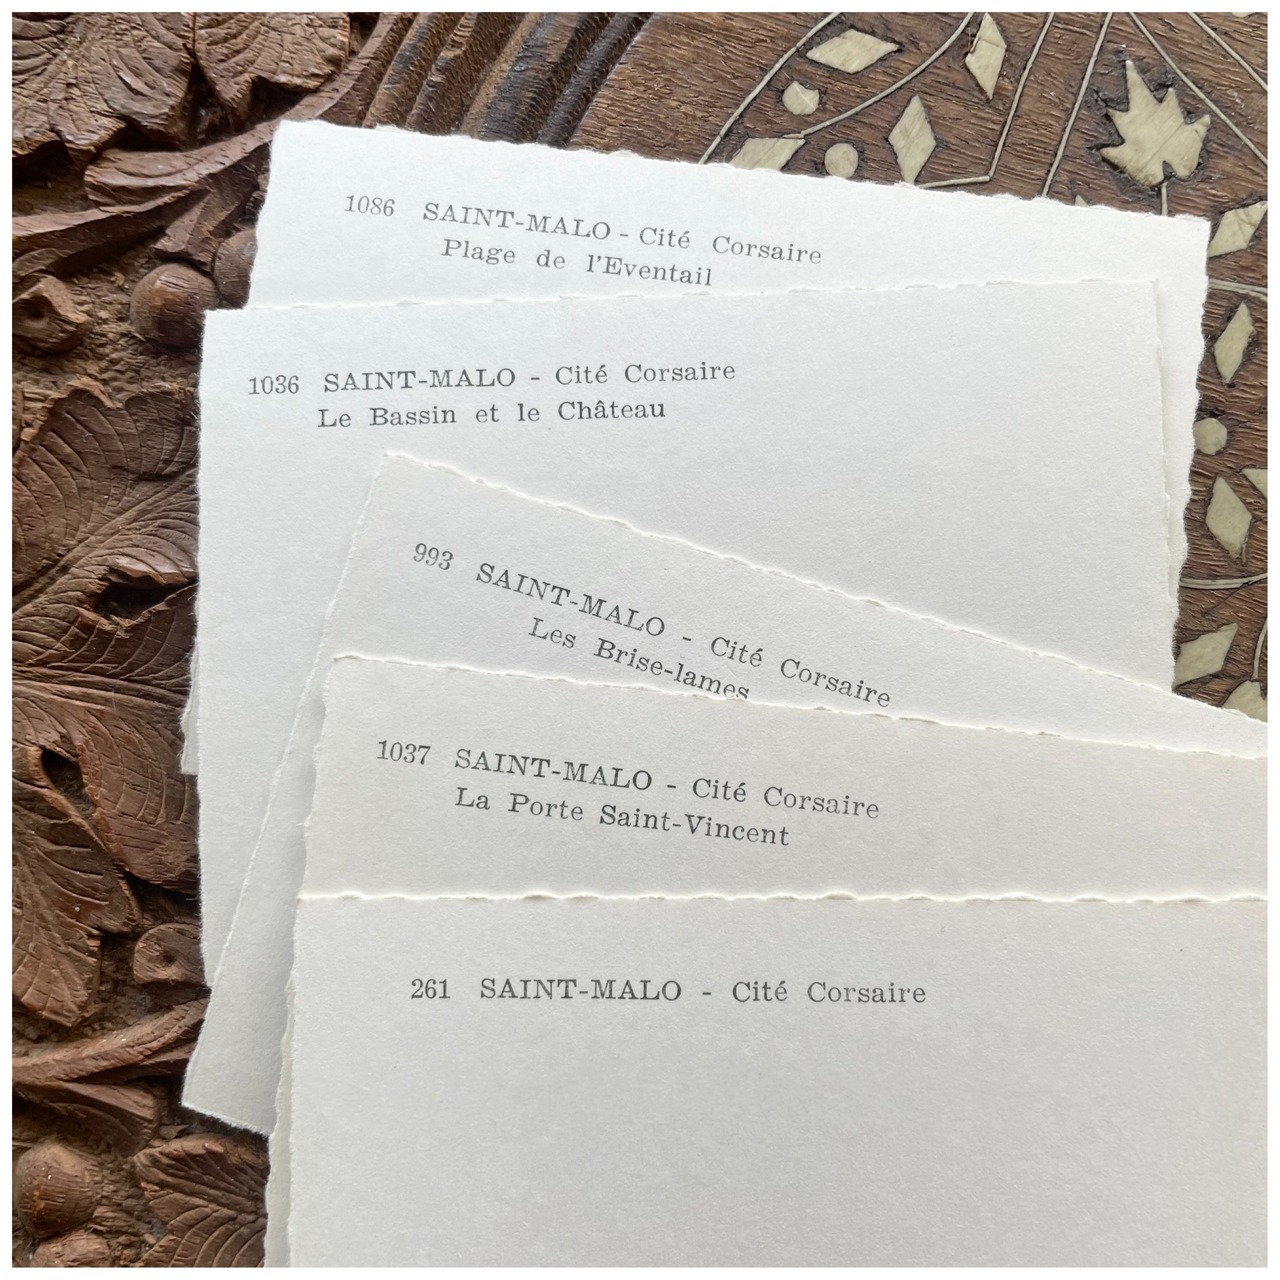 1086 SAINT-MALO - Cité Corsaire
Plage de l'Eventail
1036 SAINT-MALO - Cité Corsaire
Le Bassin et le Château
993 SAINT-MALO - Cité Corsaire
Les Brise-lames
1037 SAINT-MALO - Cité Corsaire
La Porte Saint-Vincent
261 SAINT-MALO - Cité Corsaire